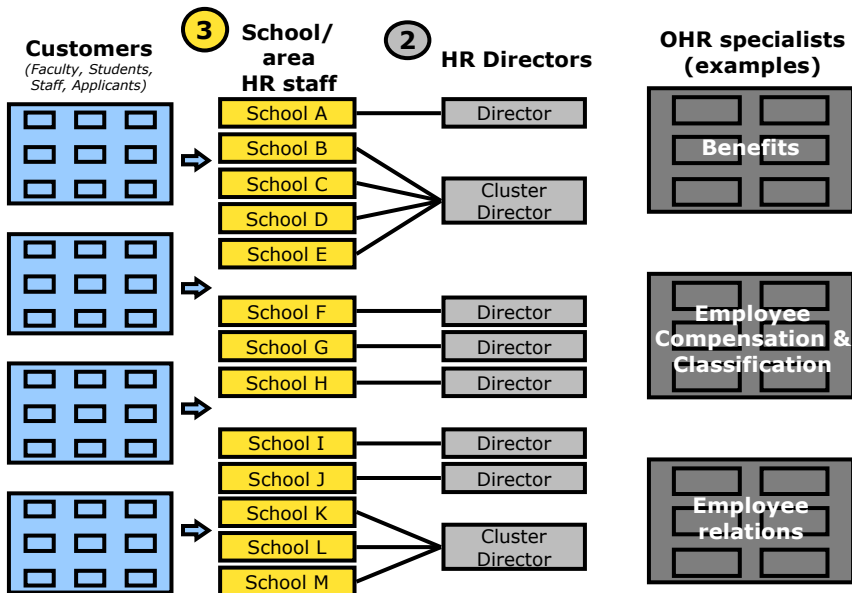 Customers
(Faculty, Students,
Staff, Applicants)
3
School/
area
HR staff
2
HR Directors
OHR specialists
(examples)
School A
School B
School C
School D
School E
School F
School G
School H
School I
School J
School K
School L
School M
Director
Cluster
Director
Director
Director
Director
Director
Director
Cluster
Director
Benefits
Employee
Compensation &
Classification
Employee
relations